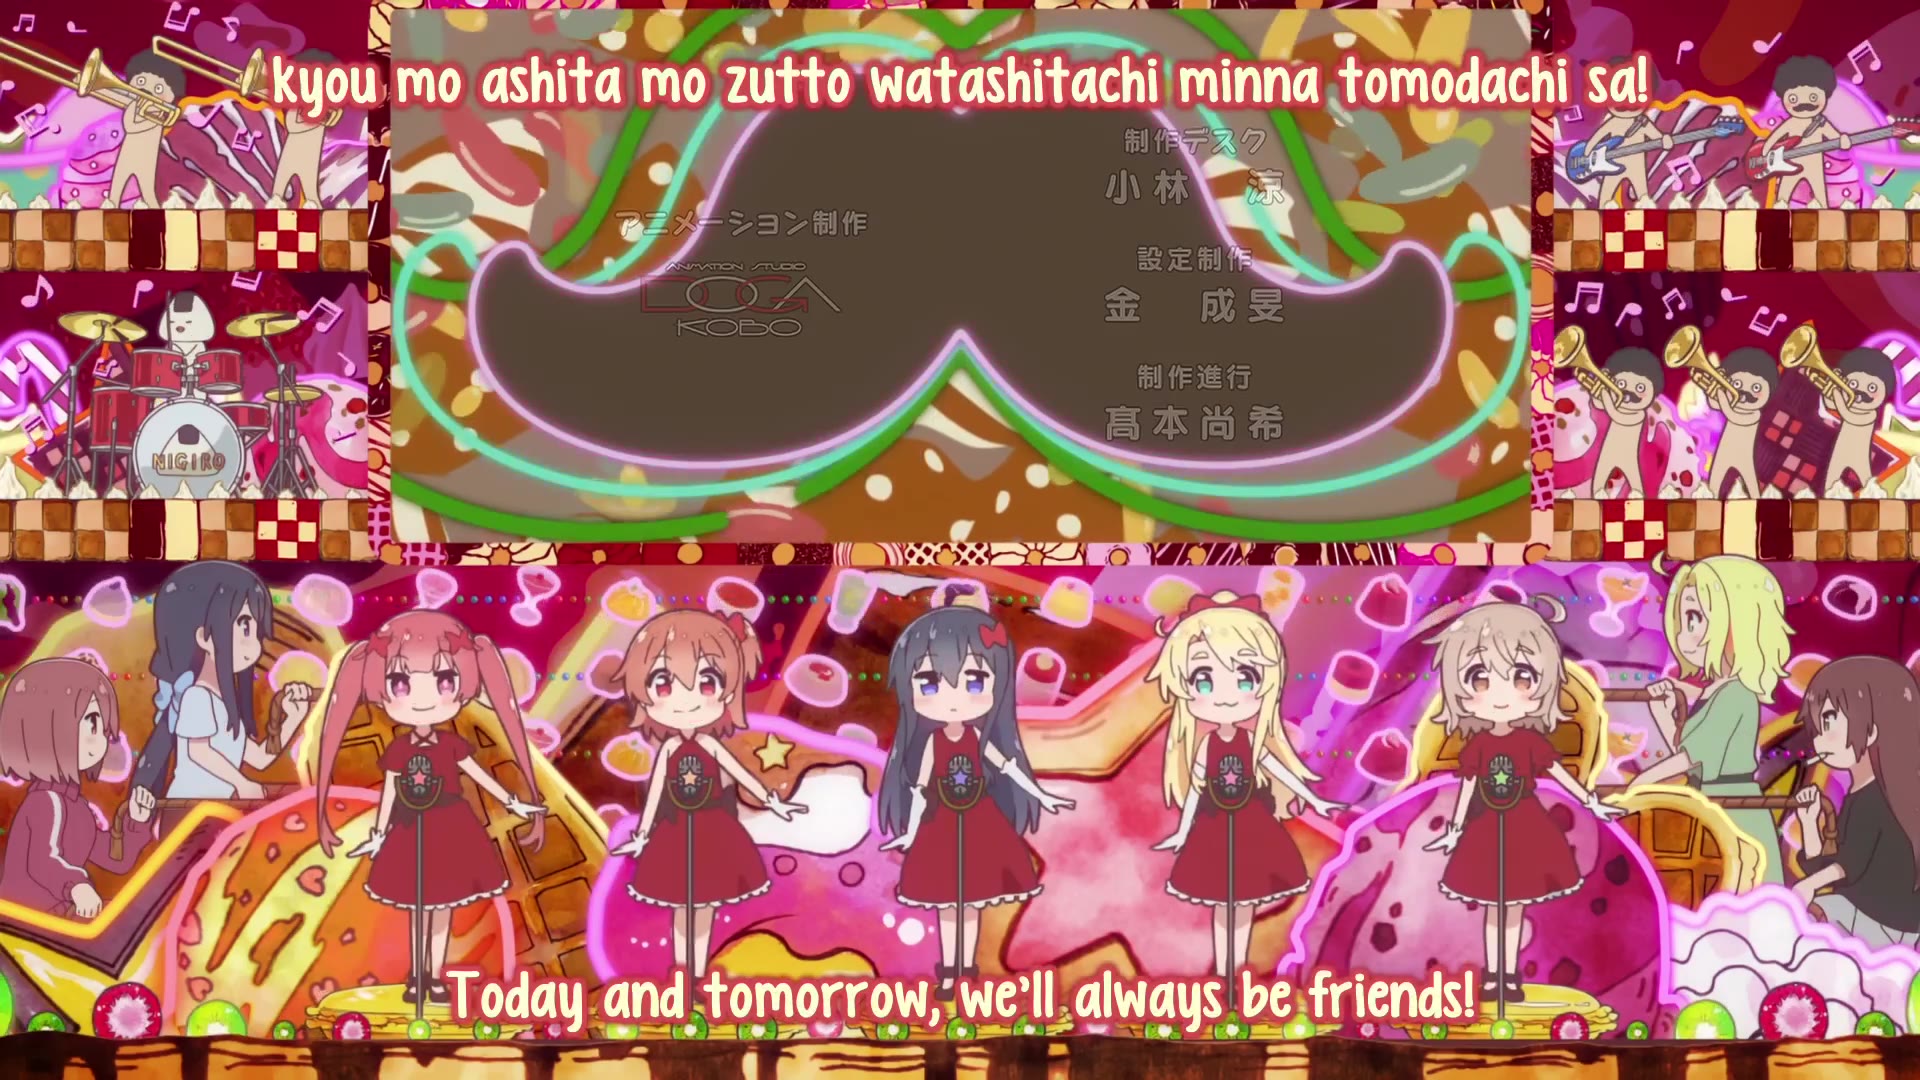 kyou mo ashita mo zutto watashitachi minna tomodachi sa!
アニメーション制作
ANIMATION STUDIO
DOGA
KOBO
制作デスク
小林 涼
設定制作
金 成旻
制作進行
髙本尚希
NIGIRO
Today and tomorrow, we'll always be friends!